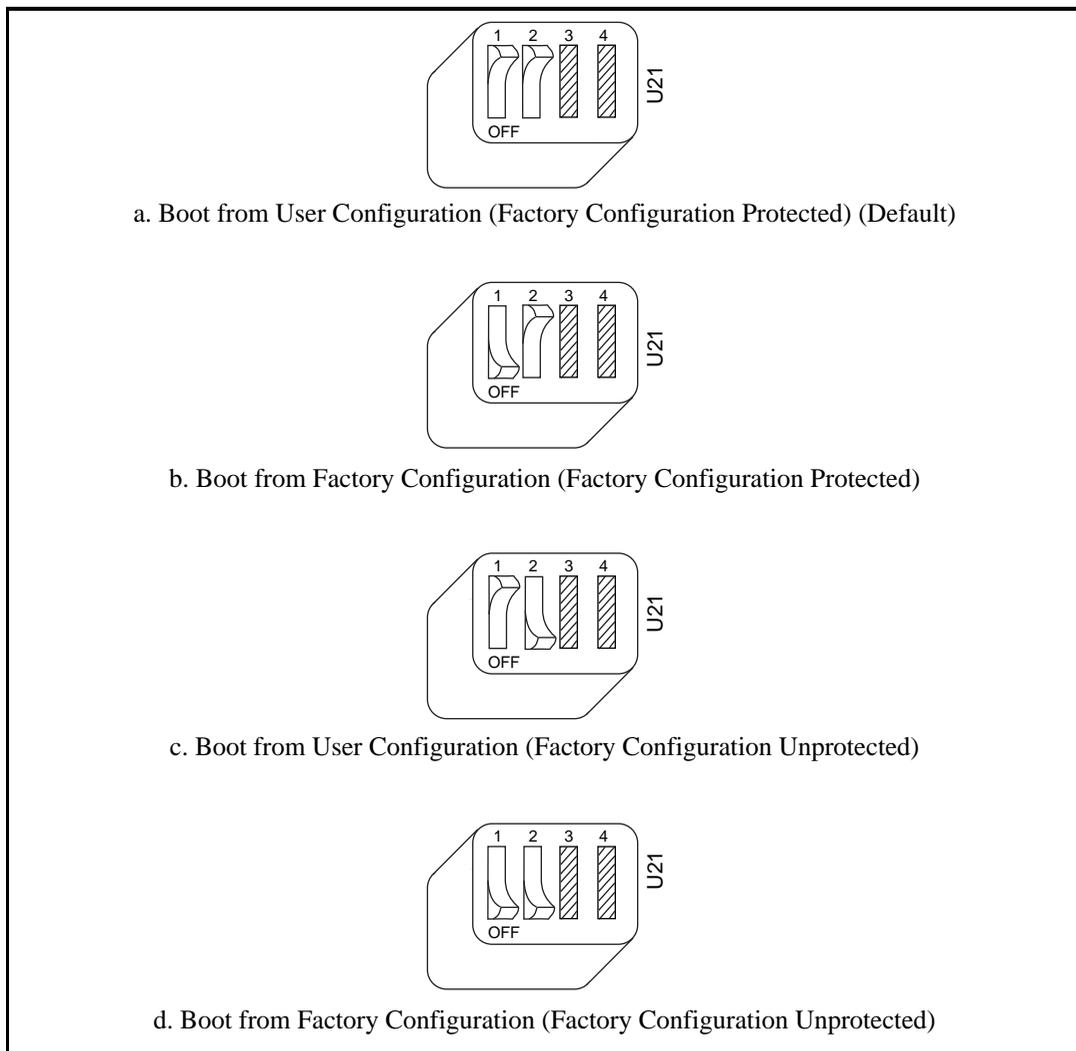 1 2 3 4
U21
OFF
a. Boot from User Configuration (Factory Configuration Protected) (Default)
1 2 3 4
U21
OFF
b. Boot from Factory Configuration (Factory Configuration Protected)
1 2 3 4
U21
OFF
c. Boot from User Configuration (Factory Configuration Unprotected)
1 2 3 4
U21
OFF
d. Boot from Factory Configuration (Factory Configuration Unprotected)